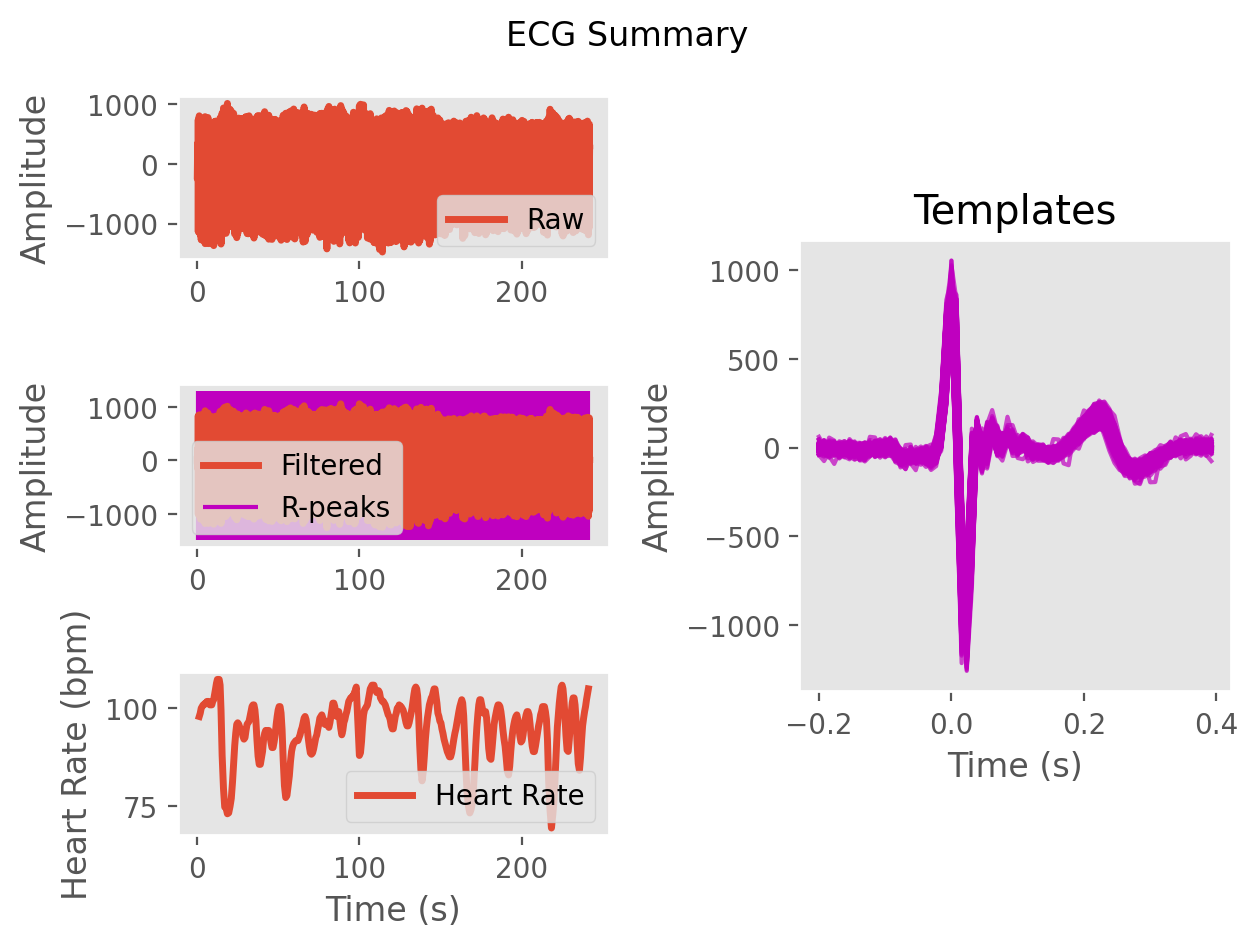 ECG Summary
Amplitude
1000
0
−1000
Raw
0 100 200
Amplitude
1000
0
−1000
Filtered
R-peaks
0 100 200
Heart Rate (bpm)
100
75
Heart Rate
0 100 200
Time (s)
Templates
Amplitude
1000
500
0
−500
−1000
−0.2 0.0 0.2 0.4
Time (s)